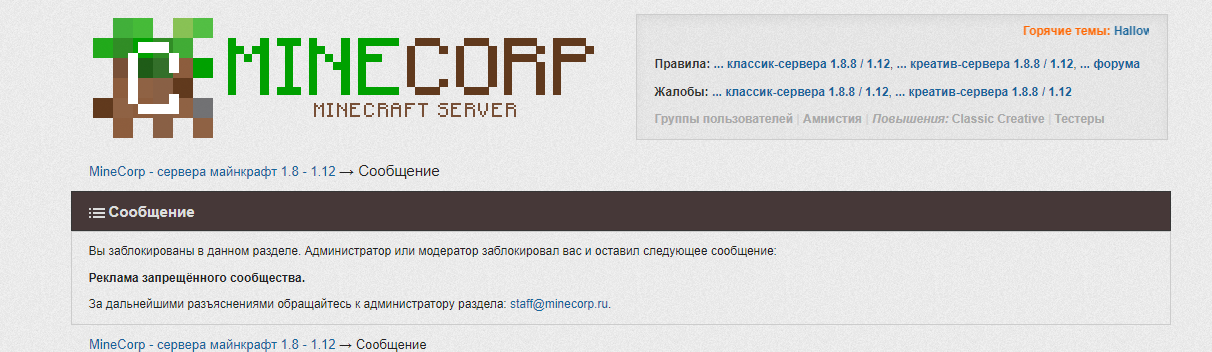 MINECORP
MINECRAFT SERVER
Горячие темы: Hallow
Правила: ... классик-сервера 1.8.8 / 1.12, ... креатив-сервера 1.8.8 / 1.12, ... форума
Жалобы: ... классик-сервера 1.8.8 / 1.12, ... креатив-сервера 1.8.8 / 1.12
Группы пользователей | Амнистия | Повышения: Classic Creative | Тестеры
MineCorp - сервера майнкрафт 1.8 - 1.12 → Сообщение
Сообщение
Вы заблокированы в данном разделе. Администратор или модератор заблокировал вас и оставил следующее сообщение:
Реклама запрещённого сообщества.
За дальнейшими разъяснениями обращайтесь к администратору раздела: staff@minecorp.ru.
MineCorp - сервера майнкрафт 1.8 - 1.12 → Сообщение